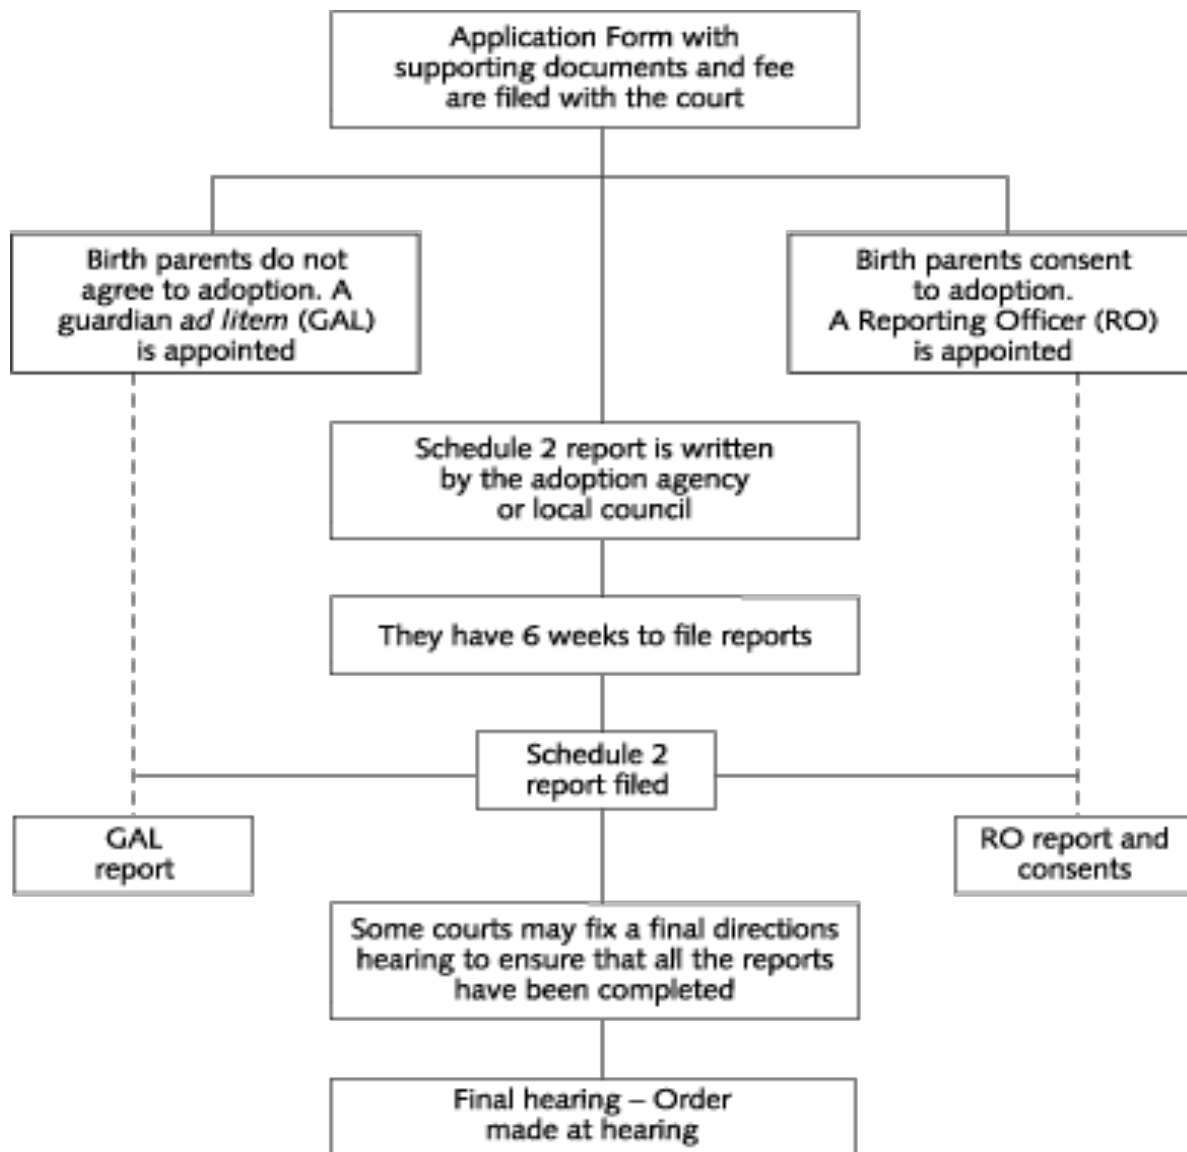 Application Form with
supporting documents and fee
are filed with the court
Birth parents do not
agree to adoption. A
guardian ad litem (GAL)
is appointed
Birth parents consent
to adoption.
A Reporting Officer (RO)
is appointed
Schedule 2 report is written
by the adoption agency
or local council
They have 6 weeks to file reports
Schedule 2
report filed
GAL
report
RO report and
consents
Some courts may fix a final directions
hearing to ensure that all the reports
have been completed
Final hearing – Order
made at hearing